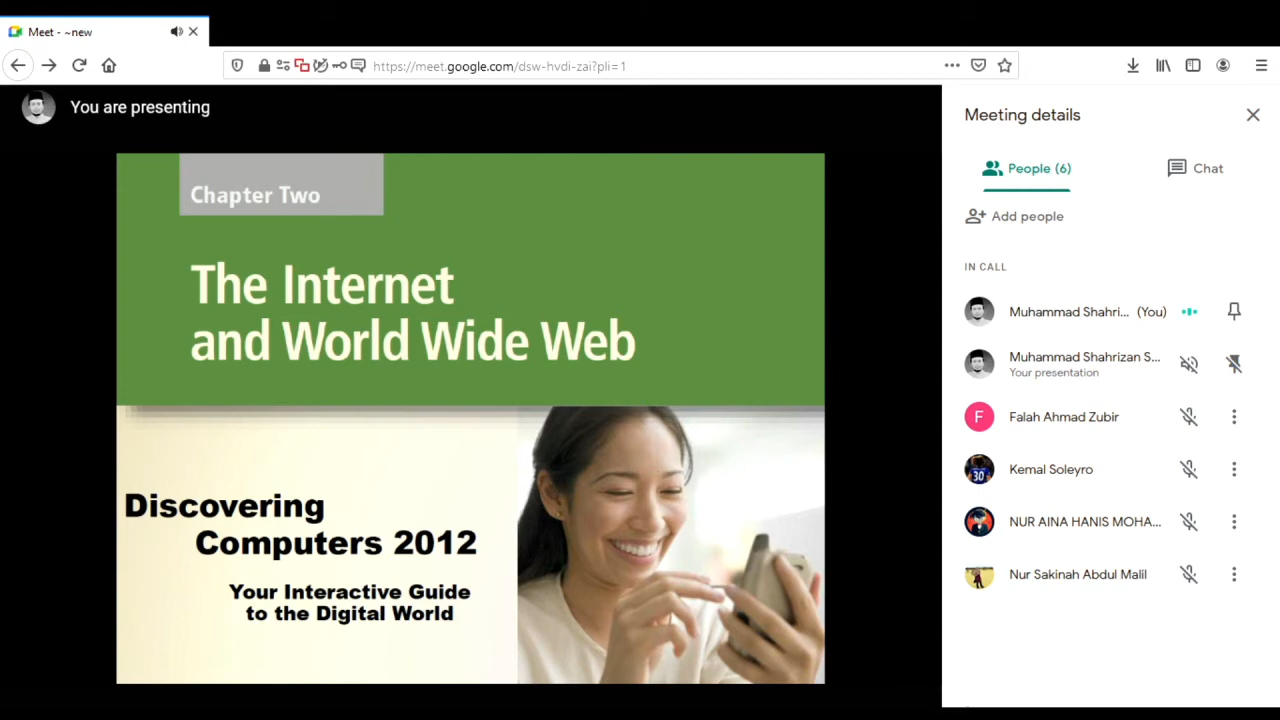 Meet - ~new
https://meet.google.com/dsw-hvdi-zai?pli=1
You are presenting
Chapter Two
The Internet
and World Wide Web
Discovering
Computers 2012
Your Interactive Guide
to the Digital World
Meeting details
People (6)
Chat
Add people
IN CALL
Muhammad Shahri... (You)
Muhammad Shahrizan S...
Your presentation
F
Falah Ahmad Zubir
30
Kemal Soleyro
NUR AINA HANIS MOHA...
Nur Sakinah Abdul Malil